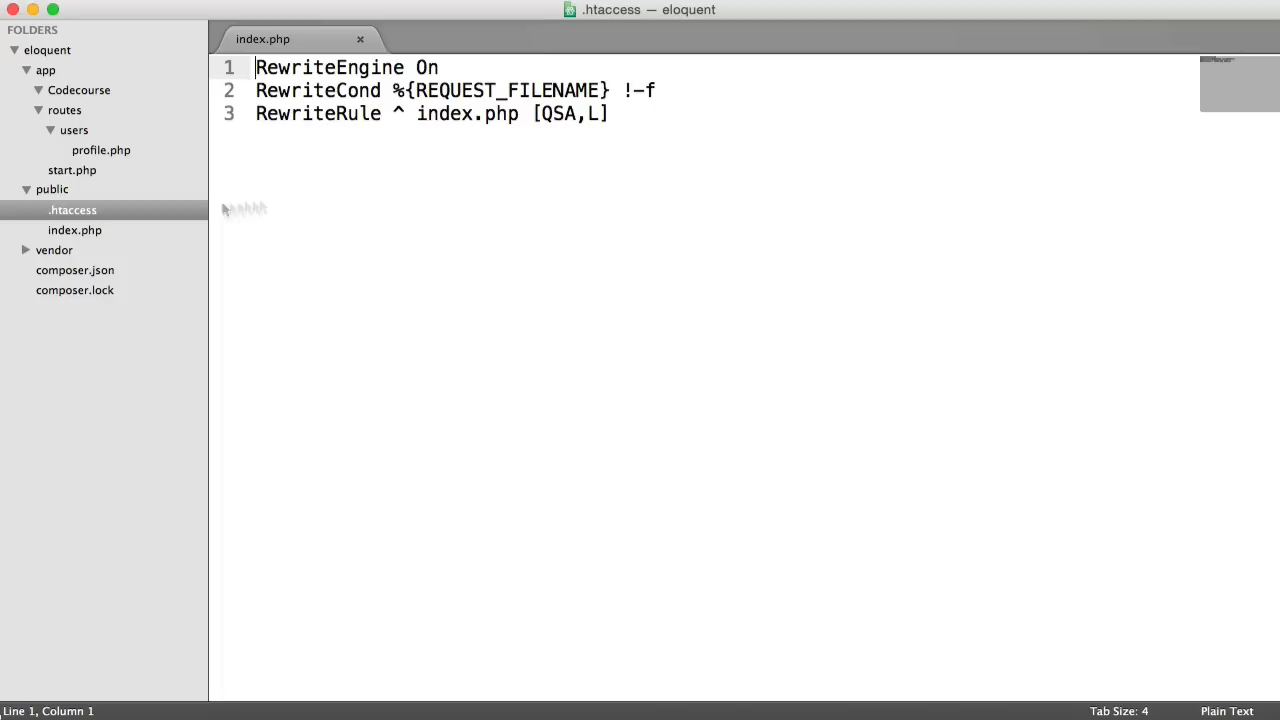 .htaccess — eloquent
FOLDERS
eloquent
app
Codecourse
routes
users
profile.php
start.php
public
.htaccess
index.php
vendor
composer.json
composer.lock
index.php ×
1 RewriteEngine On
2 RewriteCond %{REQUEST_FILENAME} !-f
3 RewriteRule ^ index.php [QSA,L]
Line 1, Column 1
Tab Size: 4
Plain Text